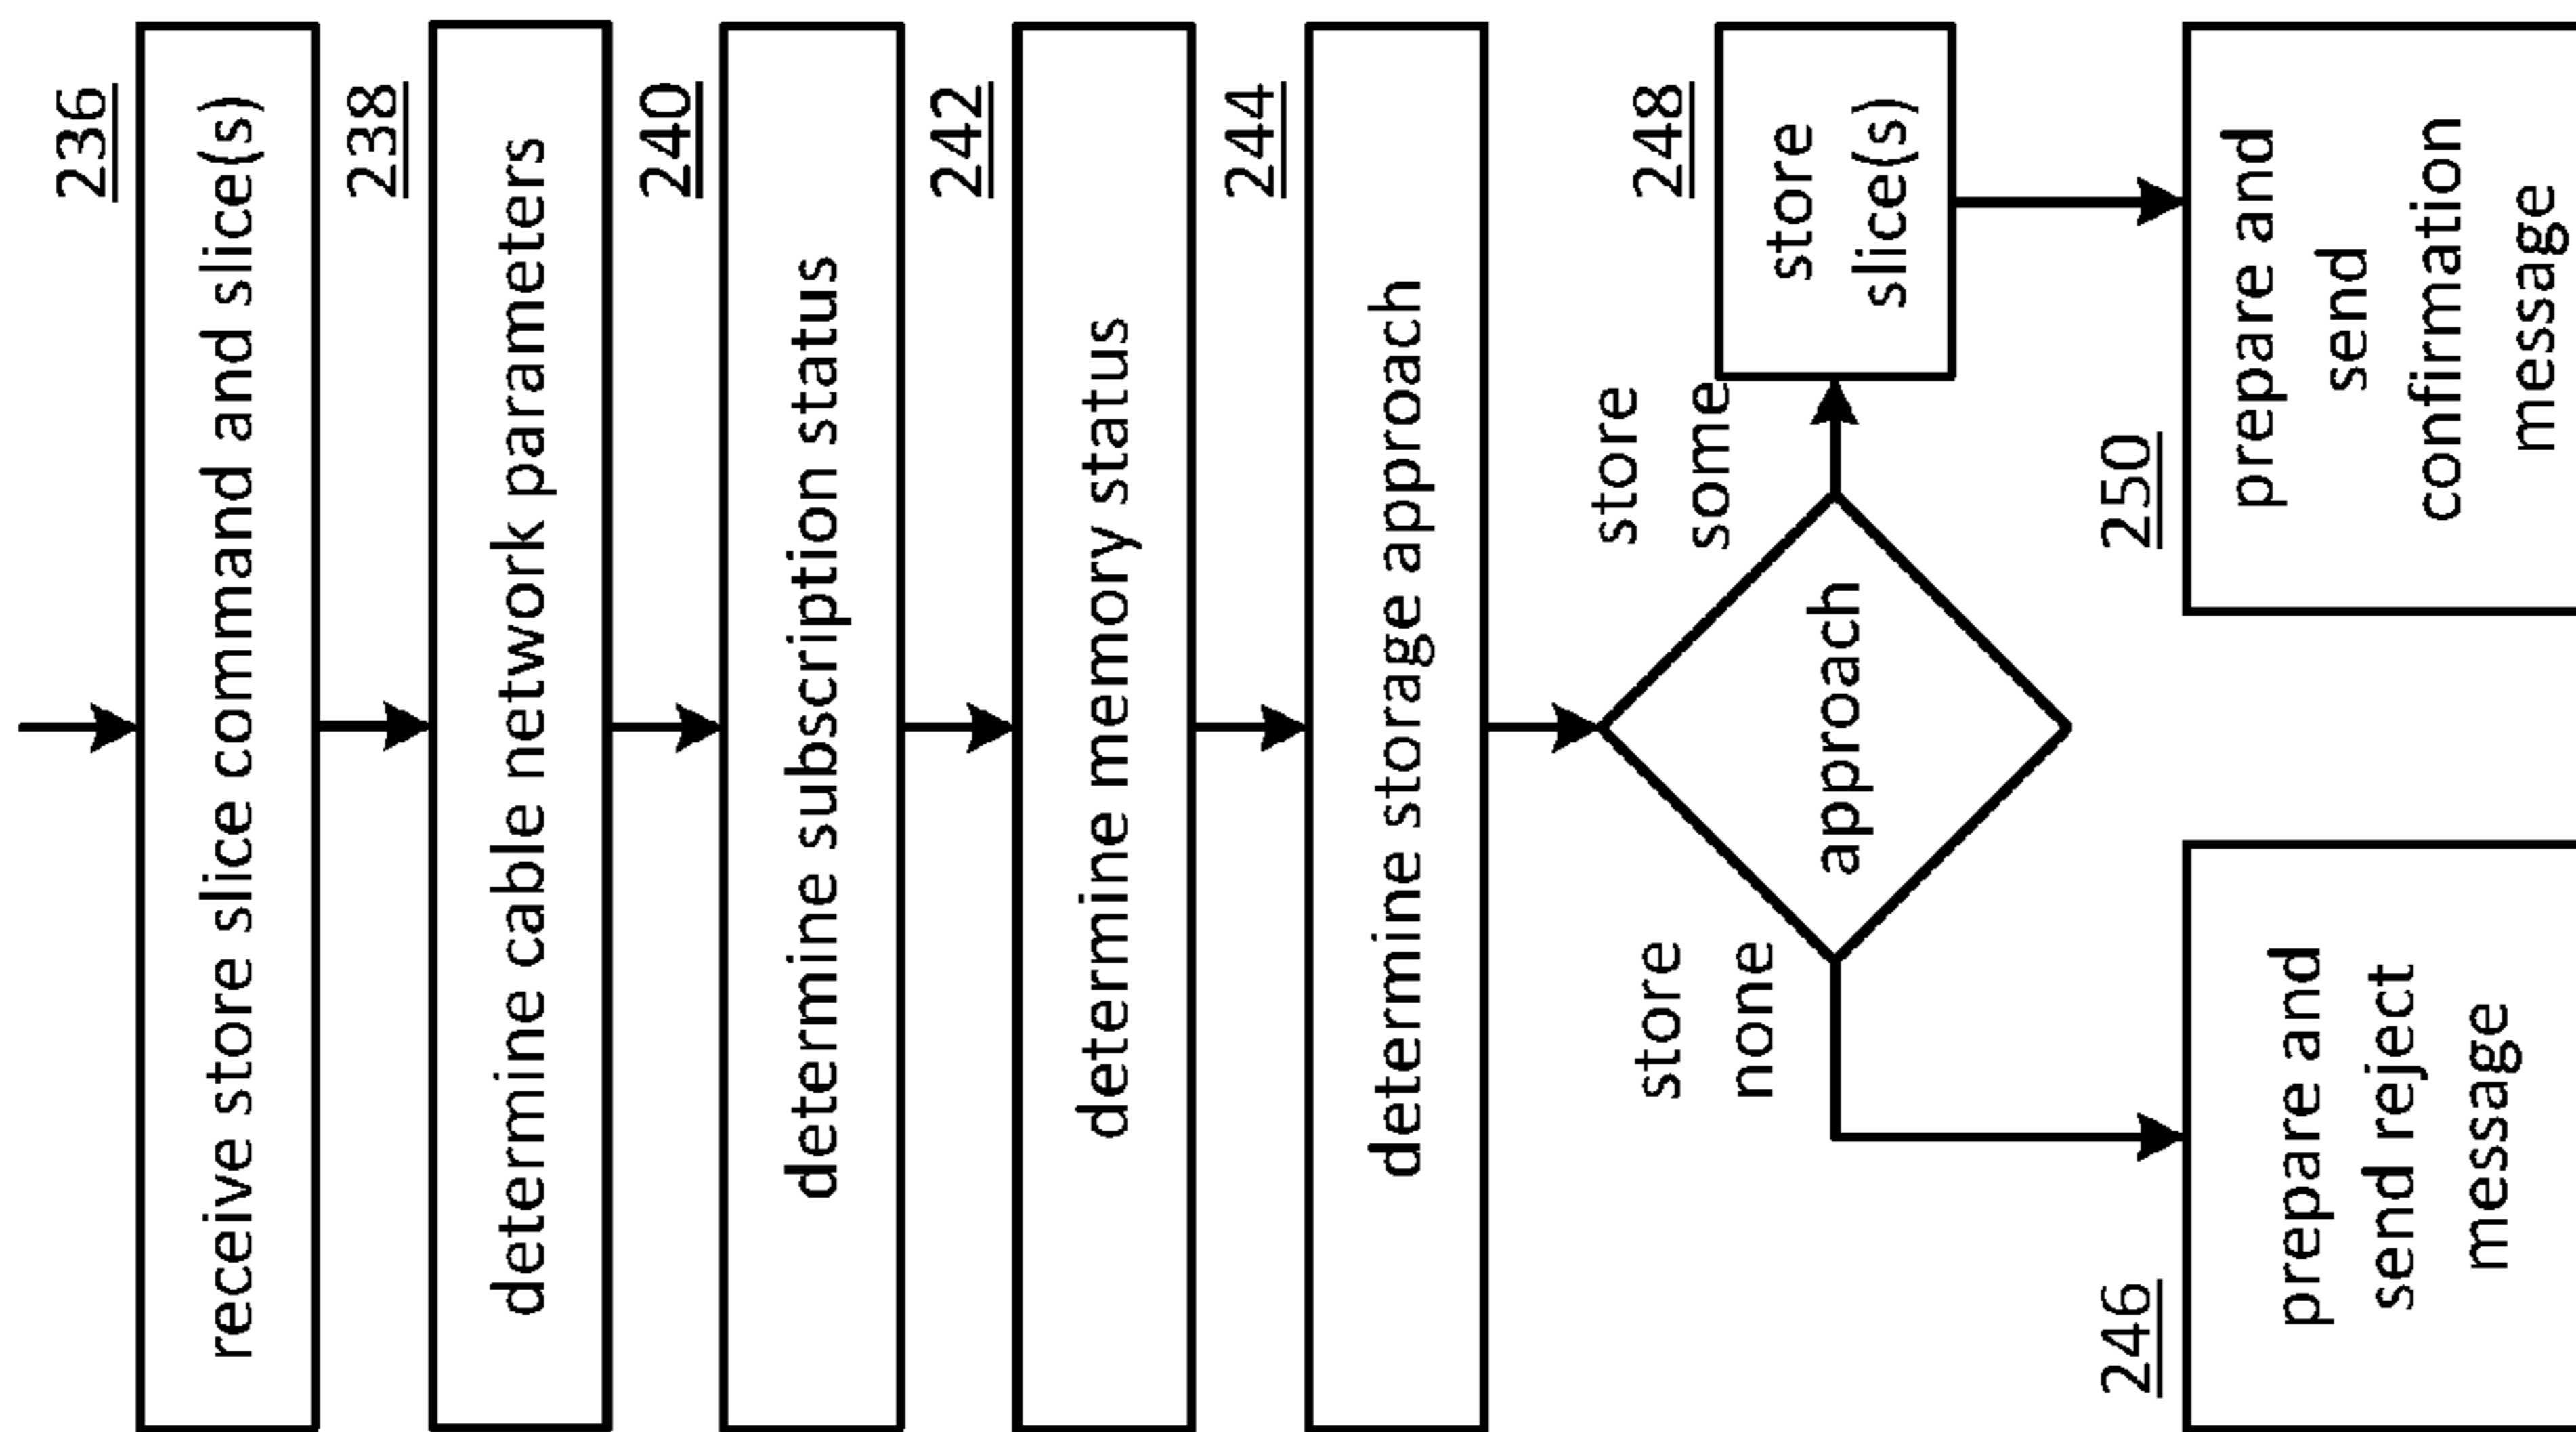 236
receive store slice command and slice(s)
238
determine cable network parameters
240
determine subscription status
242
determine memory status
244
determine storage approach
approach
store
none
store
some
248
store
slice(s)
246
prepare and
send reject
message
250
prepare and
send
confirmation
message